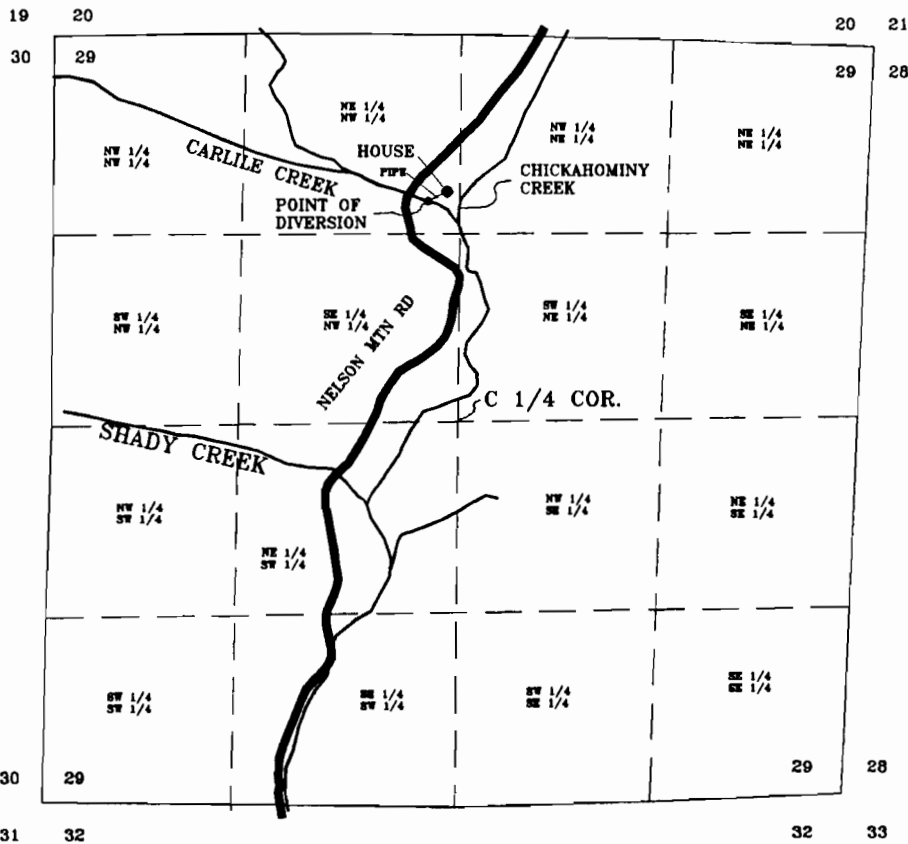 19 20
20 21
30 29
29 28
NE 1/4
NW 1/4
NW 1/4
NE 1/4
NE 1/4
NE 1/4
NW 1/4
NW 1/4
CARLILE CREEK
HOUSE
PIPE
POINT OF
DIVERSION
CHICKAHOMINY
CREEK
SW 1/4
NW 1/4
SE 1/4
NW 1/4
SW 1/4
NE 1/4
SE 1/4
NE 1/4
NELSON MTN RD
C 1/4 COR.
SHADY CREEK
NW 1/4
SW 1/4
NE 1/4
SW 1/4
NW 1/4
SE 1/4
NE 1/4
SE 1/4
SW 1/4
SW 1/4
SE 1/4
SW 1/4
SW 1/4
SE 1/4
SE 1/4
SE 1/4
30 29
29 28
31 32
32 33